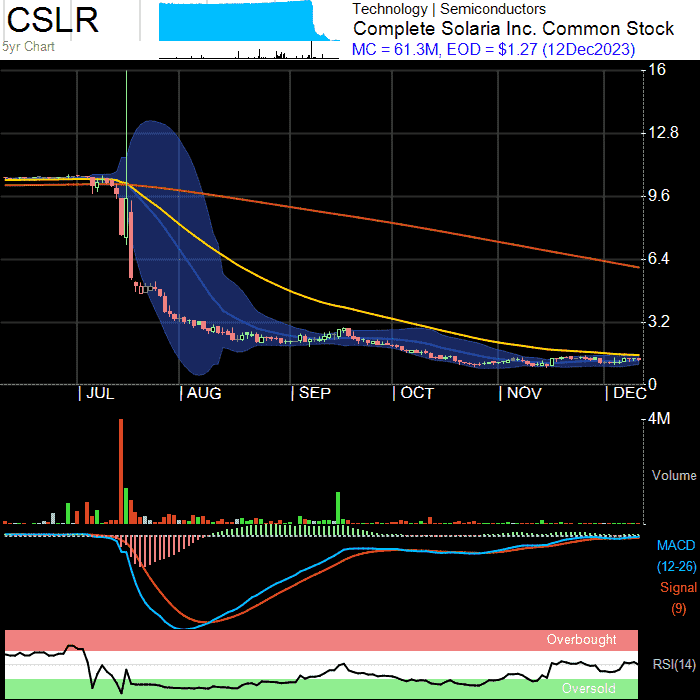 CSLR
5yr Chart
Technology | Semiconductors
Complete Solaria Inc. Common Stock
MC = 61.3M, EOD = $1.27 (12Dec2023)
16
12.8
9.6
6.4
3.2
0
| JUL | AUG | SEP | OCT | NOV | DEC
4M
Volume
MACD
(12-26)
Signal
(9)
Overbought
RSI(14)
Oversold